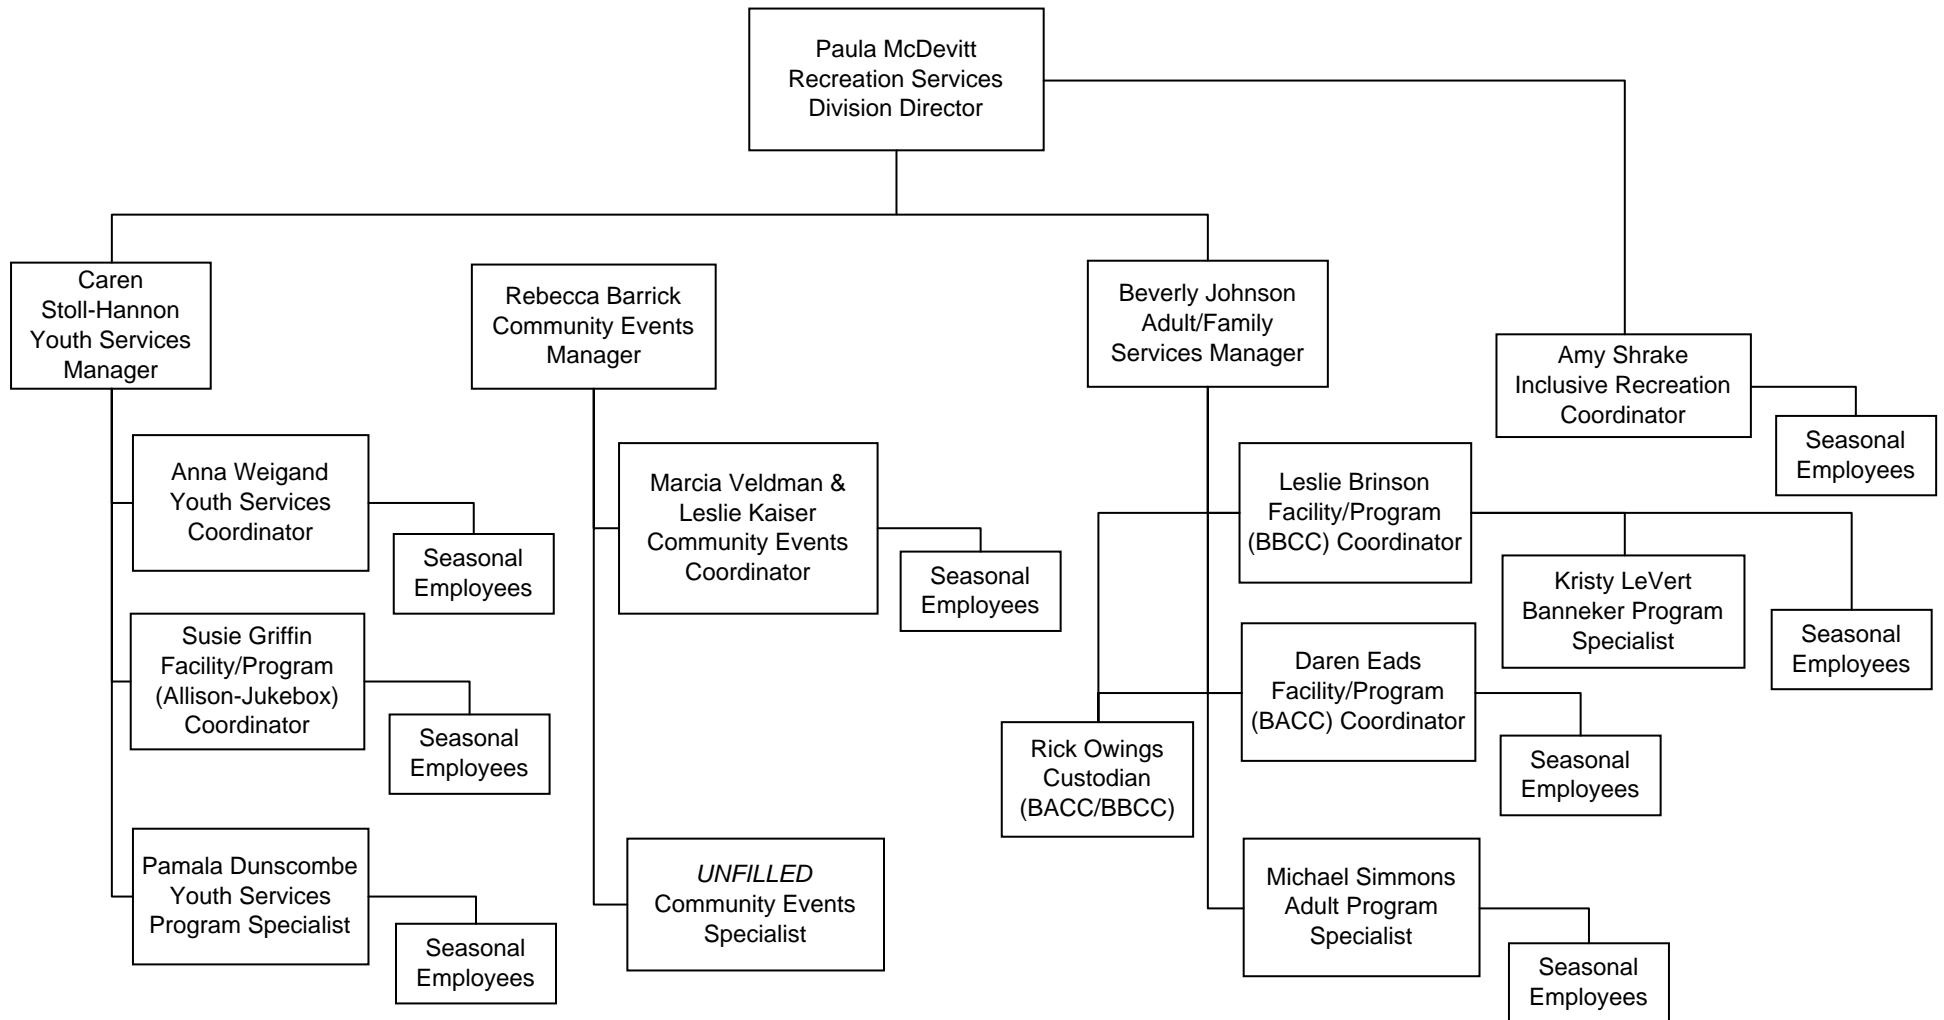 Paula McDevitt
Recreation Services
Division Director
Caren
Stoll-Hannon
Youth Services
Manager
Rebecca Barrick
Community Events
Manager
Beverly Johnson
Adult/Family
Services Manager
Amy Shrake
Inclusive Recreation
Coordinator
Seasonal
Employees
Anna Weigand
Youth Services
Coordinator
Seasonal
Employees
Marcia Veldman &
Leslie Kaiser
Community Events
Coordinator
Seasonal
Employees
Leslie Brinson
Facility/Program
(BBCC) Coordinator
Kristy LeVert
Banneker Program
Specialist
Seasonal
Employees
Susie Griffin
Facility/Program
(Allison-Jukebox)
Coordinator
Seasonal
Employees
Daren Eads
Facility/Program
(BACC) Coordinator
Seasonal
Employees
Rick Owings
Custodian
(BACC/BBCC)
Pamala Dunscombe
Youth Services
Program Specialist
Seasonal
Employees
UNFILLED
Community Events
Specialist
Michael Simmons
Adult Program
Specialist
Seasonal
Employees